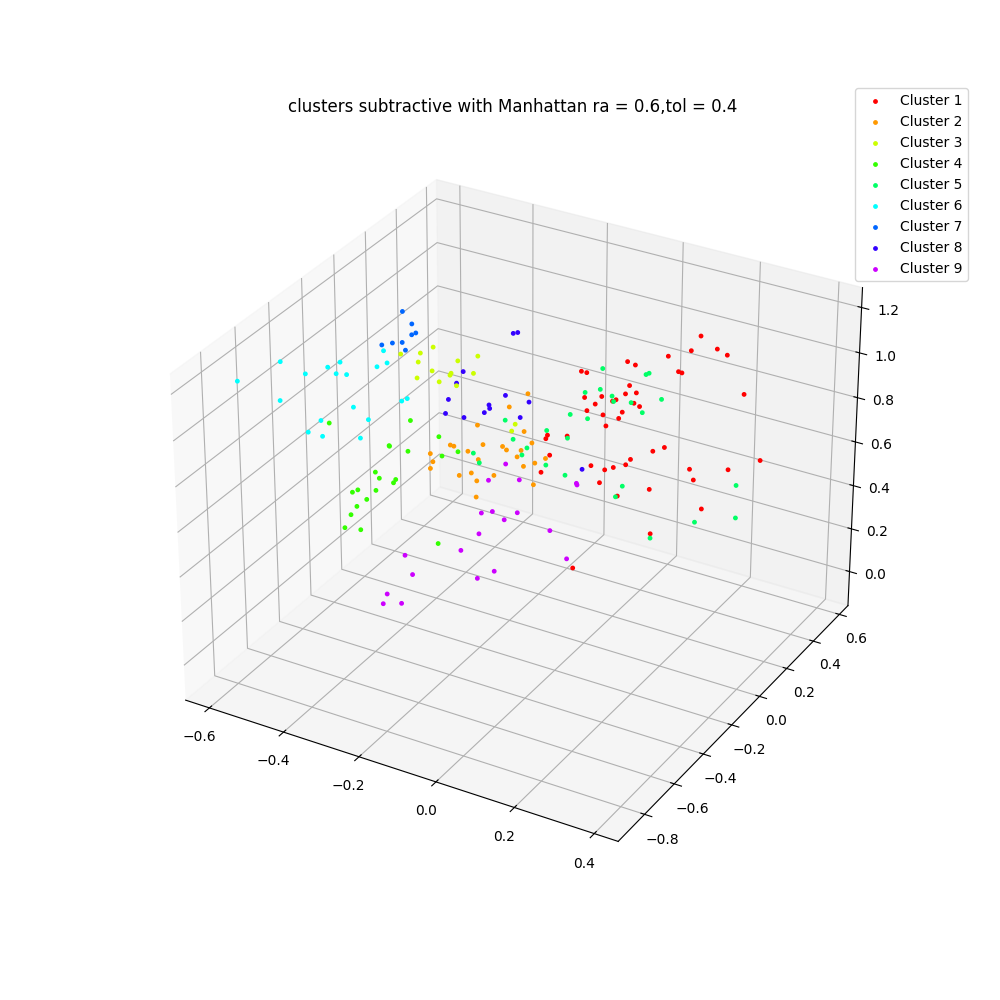 clusters subtractive with Manhattan ra = 0.6,tol = 0.4
Cluster 1
Cluster 2
Cluster 3
Cluster 4
Cluster 5
Cluster 6
Cluster 7
Cluster 8
Cluster 9
1.2
1.0
0.8
0.6
0.4
0.2
0.0
0.6
0.4
0.2
0.0
−0.2
−0.4
−0.6
−0.8
−0.6
−0.4
−0.2
0.0
0.2
0.4